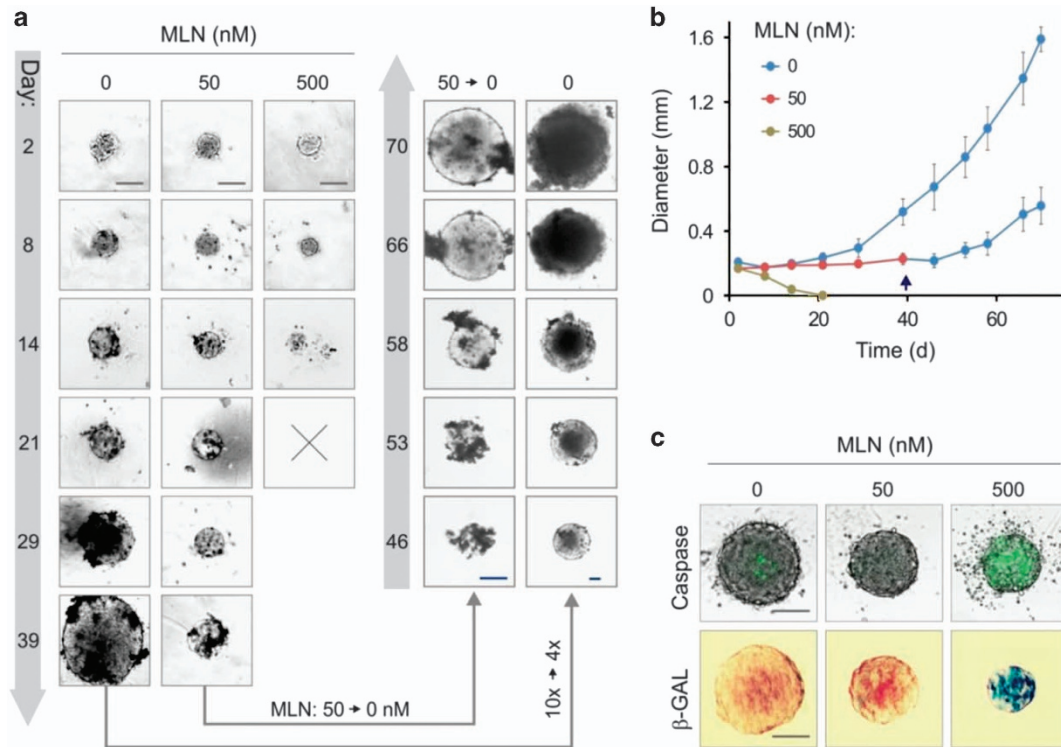 a
MLN (nM)
Day:
0 50 500
2
8
14
21
29
39
50 → 0 0
70
66
58
53
46
MLN: 50 → 0 nM
10x → 4x
b
MLN (nM):
0
50
500
Diameter (mm)
1.6
1.2
0.8
0.4
0
0 20 40 60
Time (d)
c
MLN (nM)
0 50 500
Caspase
β-GAL